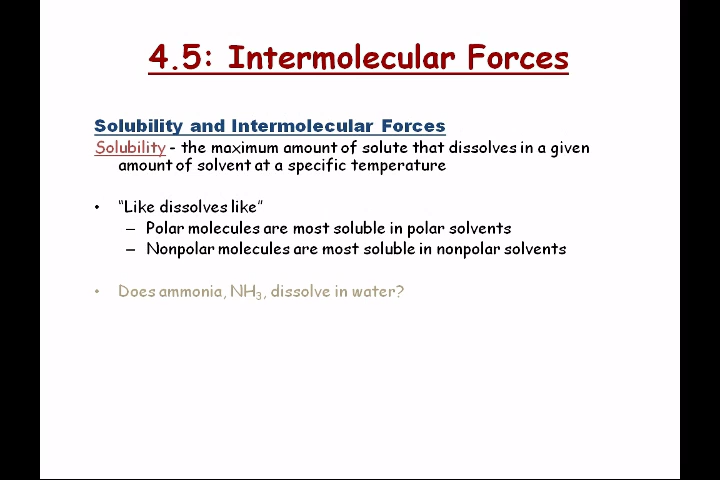 4.5: Intermolecular Forces
Solubility and Intermolecular Forces
Solubility - the maximum amount of solute that dissolves in a given
amount of solvent at a specific temperature
• “Like dissolves like”
– Polar molecules are most soluble in polar solvents
– Nonpolar molecules are most soluble in nonpolar solvents
• Does ammonia, NH₃, dissolve in water?